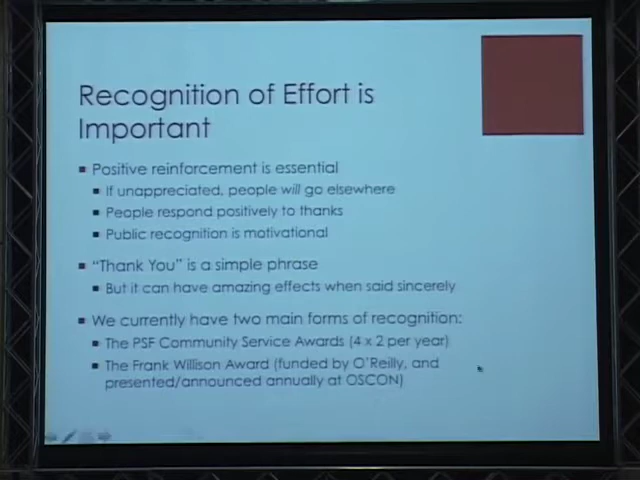 Recognition of Effort is
Important
Positive reinforcement is essential
If unappreciated, people will go elsewhere
People respond positively to thanks
Public recognition is motivational
"Thank You" is a simple phrase
But it can have amazing effects when said sincerely
We currently have two main forms of recognition:
The PSF Community Service Awards (4 x 2 per year)
The Frank Willison Award (funded by O'Reilly, and
presented/announced annually at OSCON)